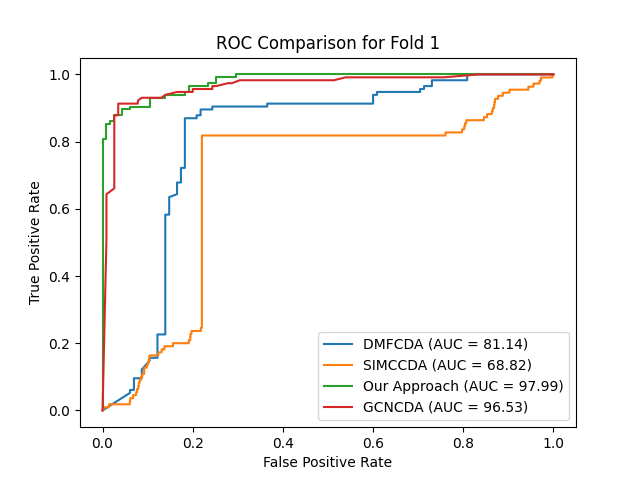 ROC Comparison for Fold 1
True Positive Rate
1.0
0.8
0.6
0.4
0.2
0.0
DMFCDA (AUC = 81.14)
SIMCCDA (AUC = 68.82)
Our Approach (AUC = 97.99)
GCNCDA (AUC = 96.53)
0.0 0.2 0.4 0.6 0.8 1.0
False Positive Rate